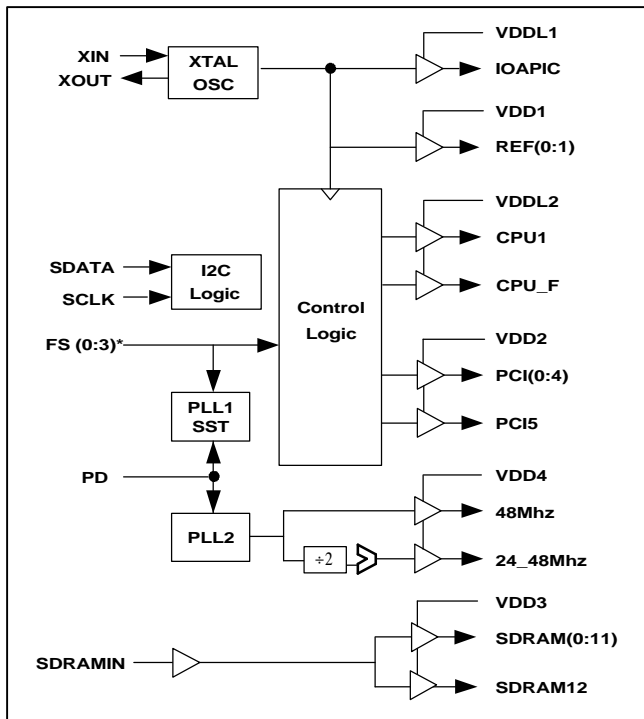 XIN
XOUT
XTAL
OSC
VDDL1
IOAPIC
VDD1
REF(0:1)
VDDL2
CPU1
CPU_F
SDATA
SCLK
I2C
Logic
Control
Logic
FS (0:3)*
VDD2
PCI(0:4)
PCI5
PLL1
SST
PD
PLL2
÷2
VDD4
48Mhz
24_48Mhz
VDD3
SDRAM(0:11)
SDRAMIN
SDRAM12